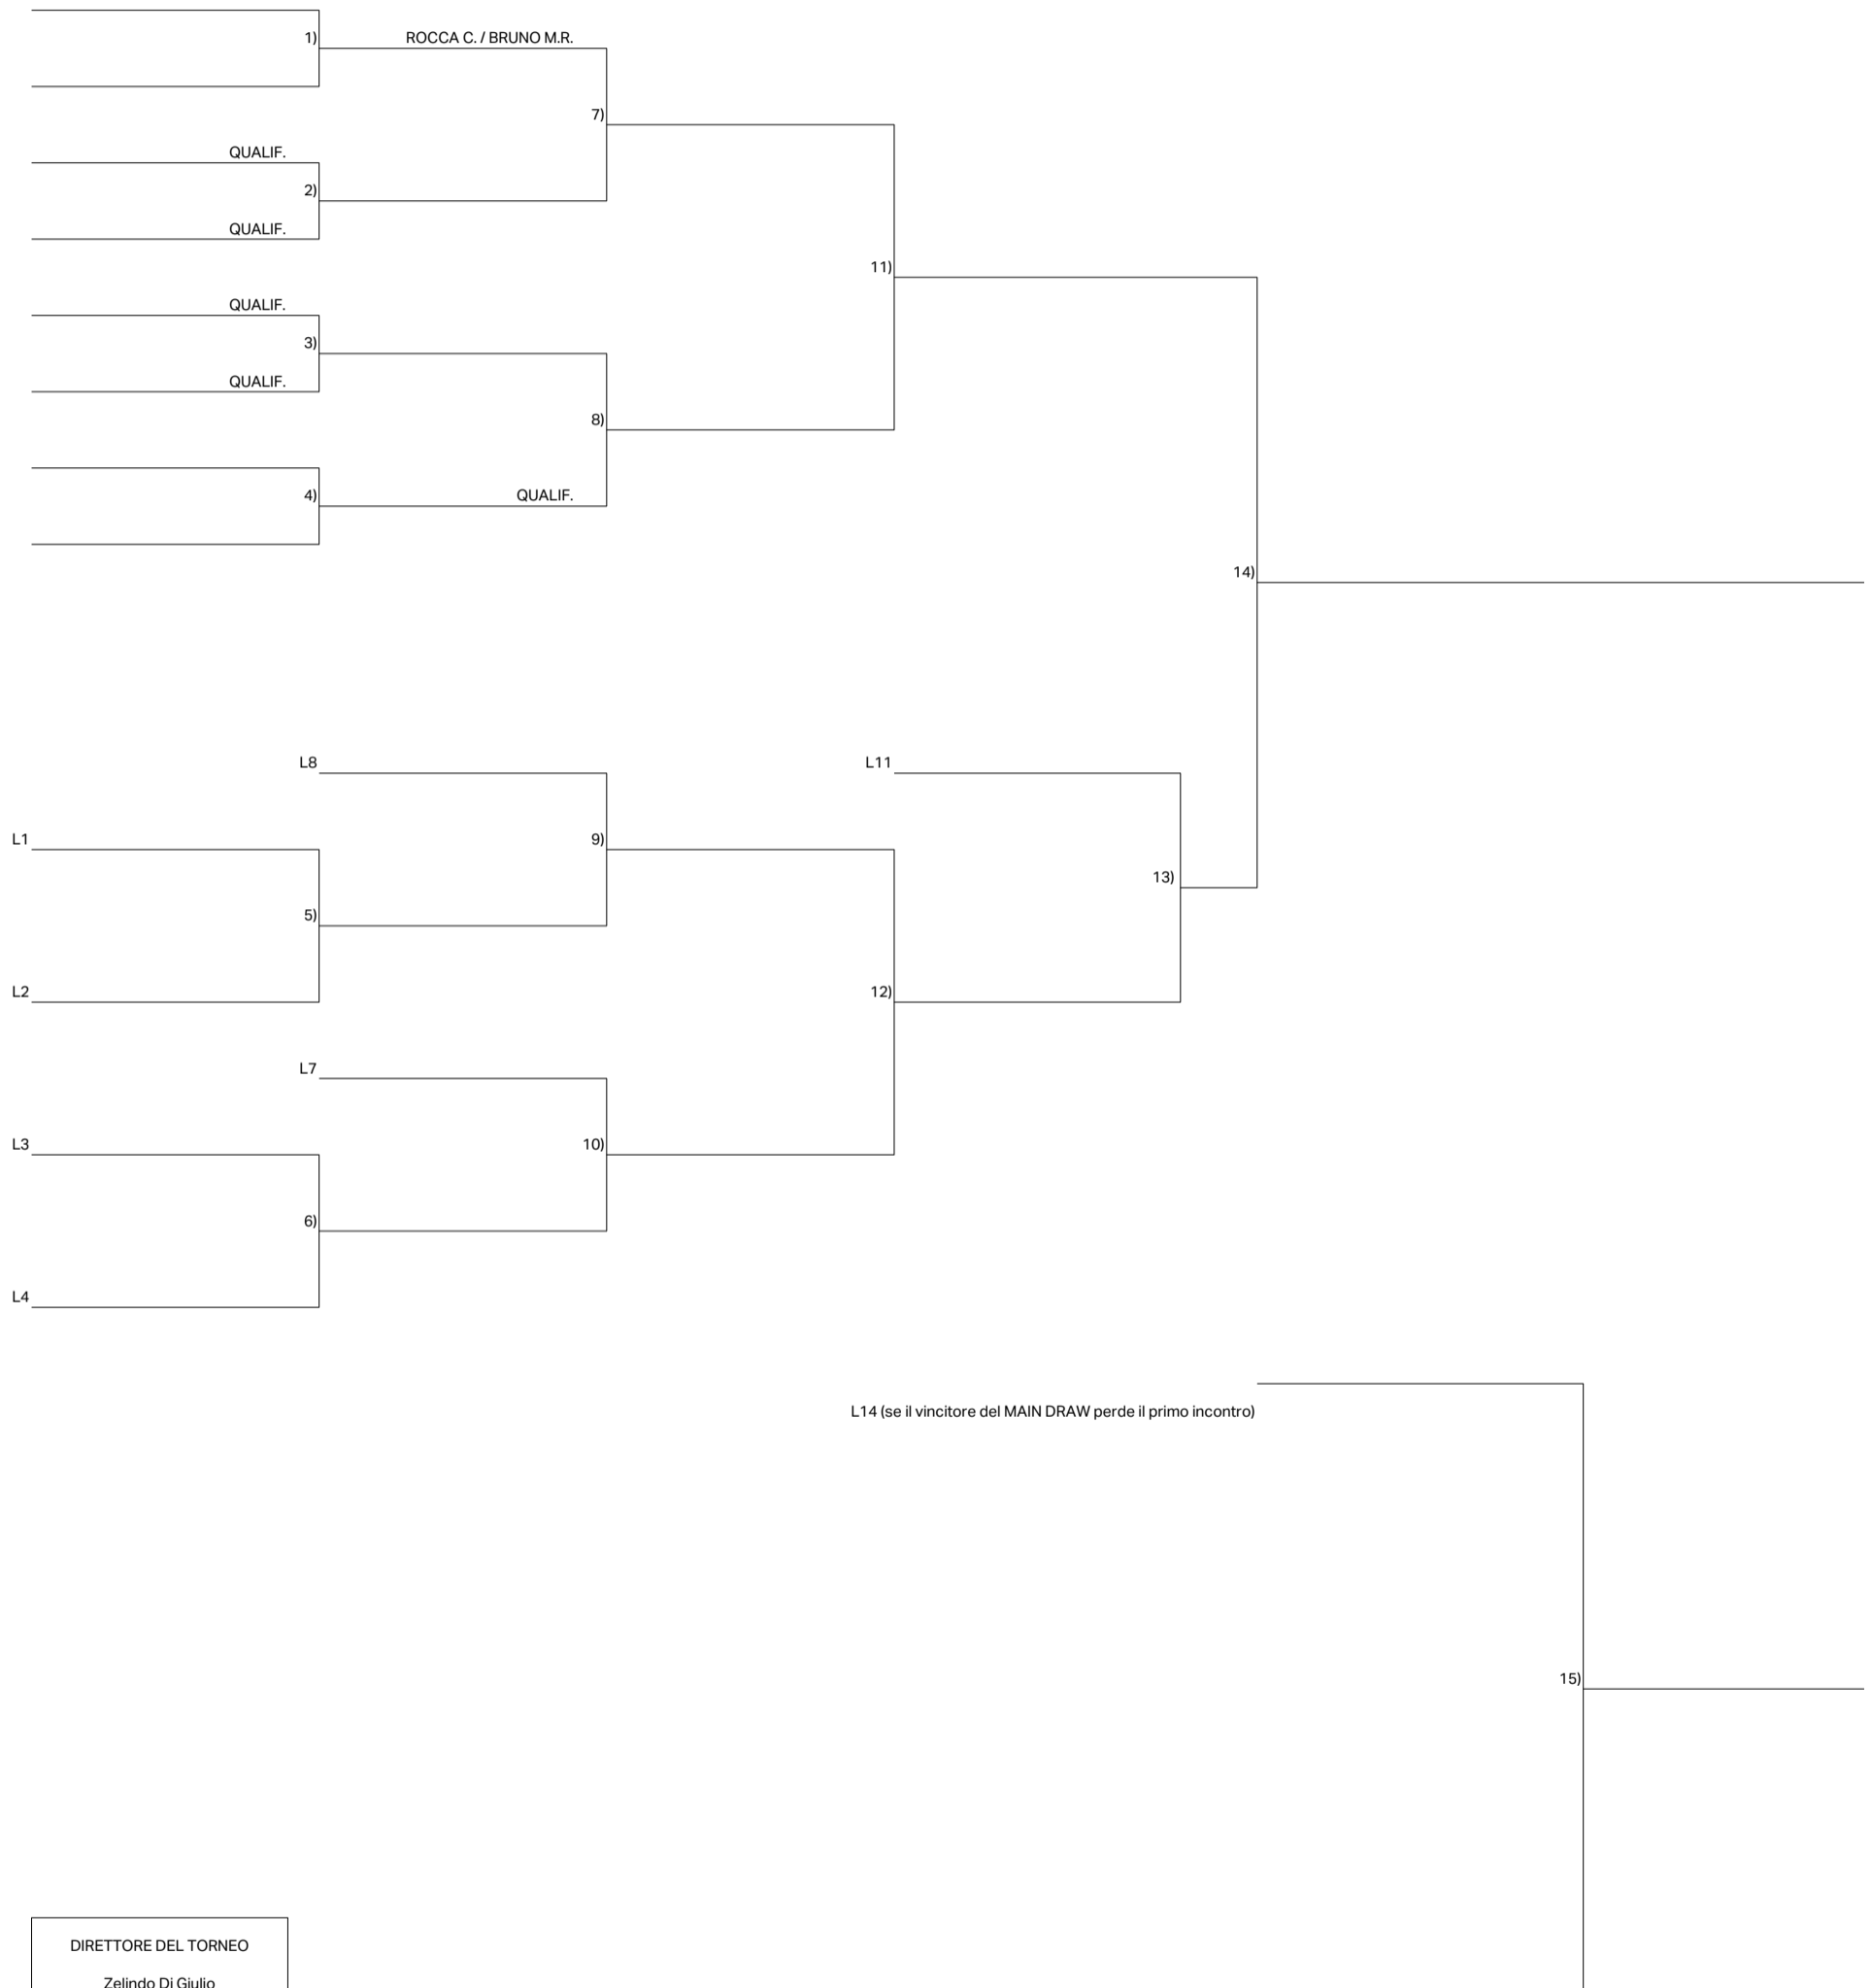 1)
ROCCA C. / BRUNO M.R.
7)
QUALIF.
2)
QUALIF.
11)
QUALIF.
3)
QUALIF.
8)
4)
QUALIF.
14)
L8
L11
L1
9)
13)
5)
L2
12)
L7
L3
10)
6)
L4
L14 (se il vincitore del MAIN DRAW perde il primo incontro)
15)
DIRETTORE DEL TORNEO
Zelindo Di Giulio